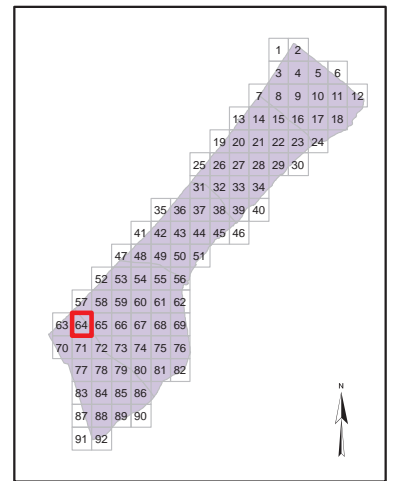 1 2
3 4 5 6
7 8 9 10 11 12
13 14 15 16 17 18
19 20 21 22 23 24
25 26 27 28 29 30
31 32 33 34
35 36 37 38 39 40
41 42 43 44 45 46
47 48 49 50 51
52 53 54 55 56
57 58 59 60 61 62
63 64 65 66 67 68 69
70 71 72 73 74 75 76
77 78 79 80 81 82
83 84 85 86
N
87 88 89 90
91 92